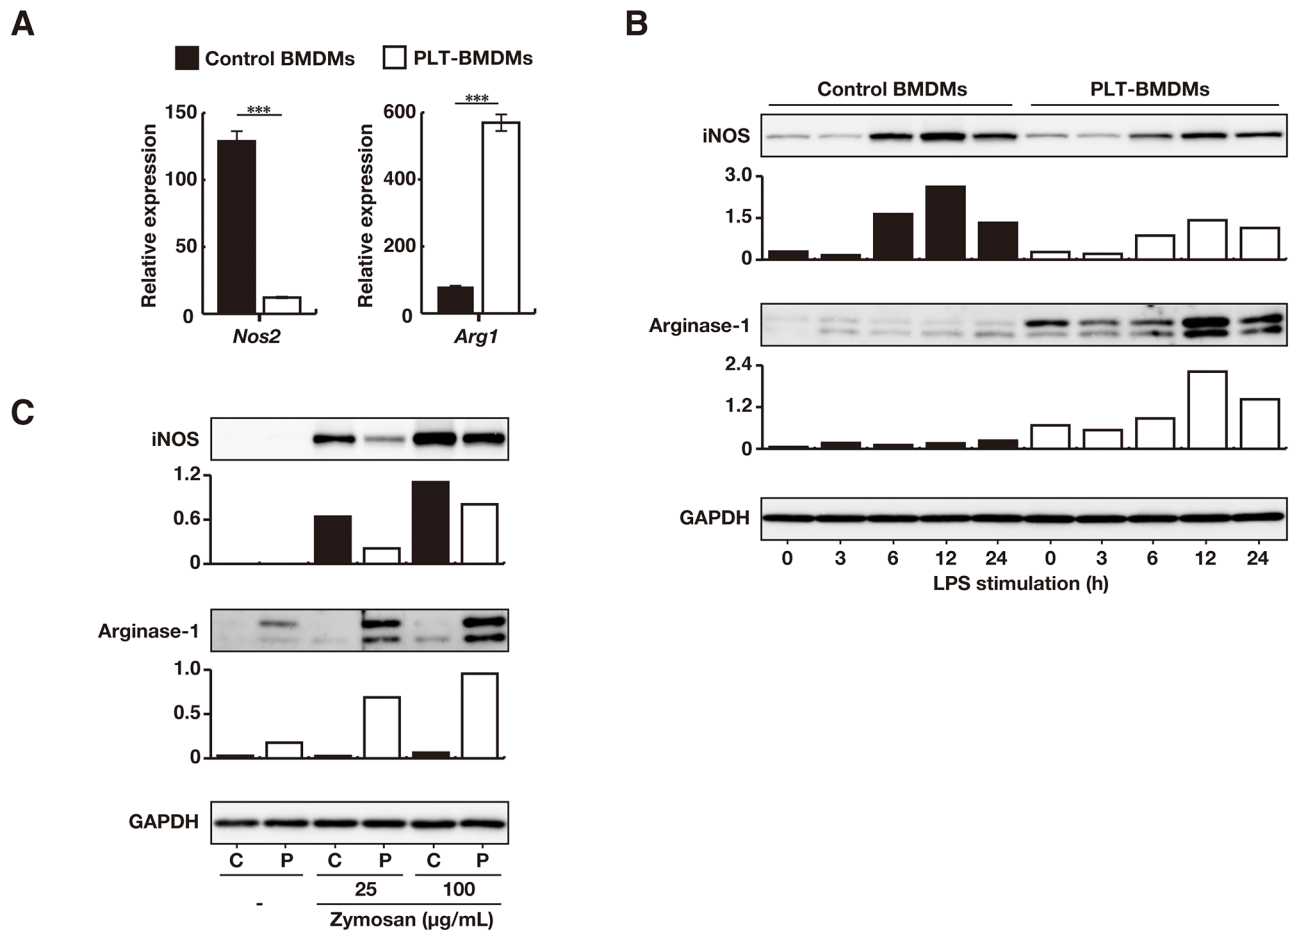 A
Control BMDMs PLT-BMDMs
Relative expression
150
100
50
0
***
Nos2
Relative expression
600
400
200
0
***
Arg1
B
Control BMDMs PLT-BMDMs
iNOS
3.0
1.5
0
Arginase-1
2.4
1.2
0
GAPDH
0 3 6 12 24 0 3 6 12 24
LPS stimulation (h)
C
iNOS
1.2
0.6
0
Arginase-1
1.0
0.5
0
GAPDH
C P C P C P
- 25 100
Zymosan (μg/mL)